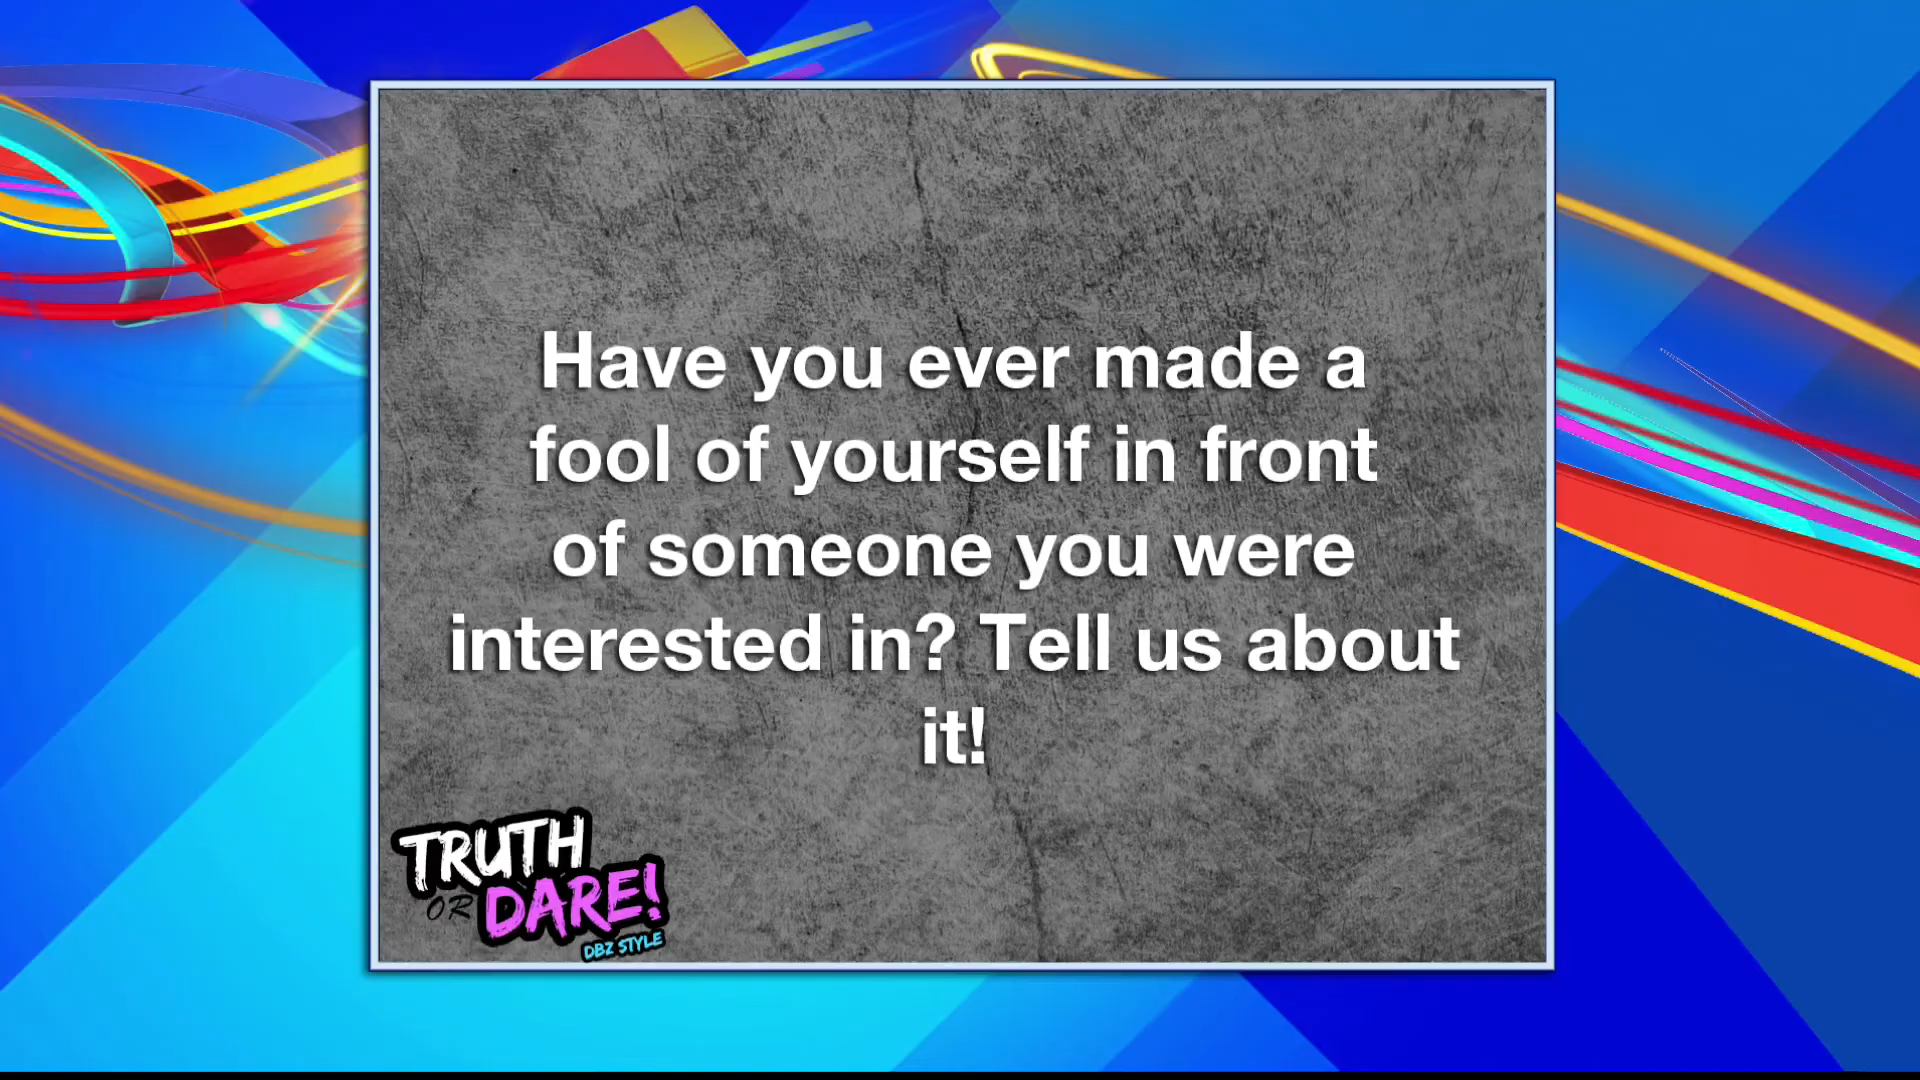 Have you ever made a
fool of yourself in front
of someone you were
interested in? Tell us about
it!
TRUTH
OR DARE!
DBZ STYLE